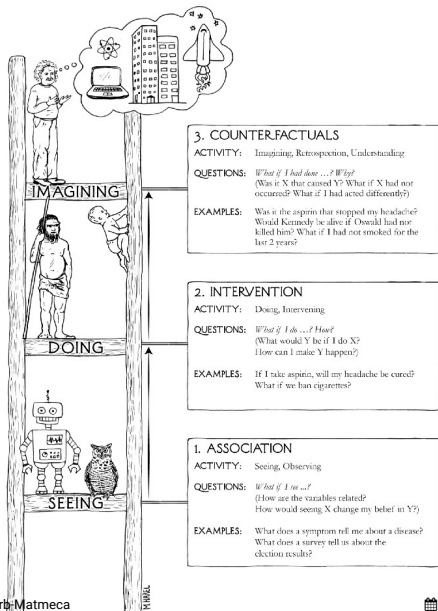 3. COUNTERFACTUALS
ACTIVITY: Imagining, Retrospection, Understanding
QUESTIONS: What if I had done …? Why?
(Was it X that caused Y? What if X had not
occurred? What if I had acted differently?)
EXAMPLES: Was it the aspirin that stopped my headache?
Would Kennedy be alive if Oswald had not
killed him? What if I had not smoked for the
last 2 years?
IMAGINING
2. INTERVENTION
ACTIVITY: Doing, Intervening
QUESTIONS: What if I do …? How?
(What would Y be if I do X?
How can I make Y happen?)
EXAMPLES: If I take aspirin, will my headache be cured?
What if we ban cigarettes?
DOING
1. ASSOCIATION
ACTIVITY: Seeing, Observing
QUESTIONS: What if I see …?
(How are the variables related?
How would seeing X change my belief in Y?)
EXAMPLES: What does a symptom tell me about a disease?
What does a survey tell us about the
election results?
SEEING
M HAREL
rb Matmeca